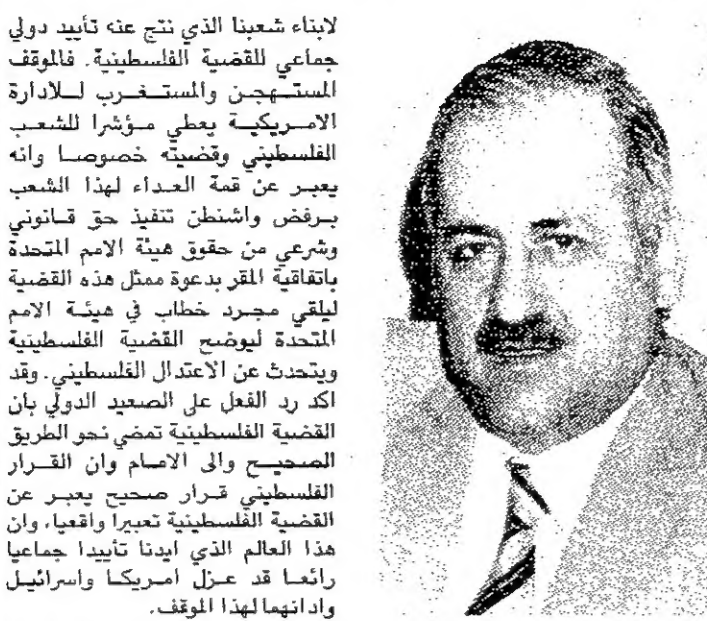 لابناء شعبنا الذي نتج عنه تأييد دولي
جماعي للقضية الفلسطينية. فالموقف
المستهجن والمستغرب للادارة
الامريكية يعطي مؤشرا للشعب
الفلسطيني وقضيته خصوصا وانه
يعبر عن قمة العداء لهذا الشعب
برفض واشنطن تنفيذ حق قانوني
وشرعي من حقوق هيئة الامم المتحدة
باتفاقية المقر بدعوة ممثل هذه القضية
ليلقي مجرد خطاب في هيئة الامم
المتحدة ليوضح القضية الفلسطينية
ويتحدث عن الاعتدال الفلسطيني. وقد
اكد رد الفعل على الصعيد الدولي بان
القضية الفلسطينية تمضي نحو الطريق
الصحيح والى الامام وان القرار
الفلسطيني قرار صحيح يعبر عن
القضية الفلسطينية تعبيرا واقعيا، وان
هذا العالم الذي ايدنا تأييدا جماعيا
رائعا قد عزل امريكا واسرائيل
وادانهما لهذا الموقف.